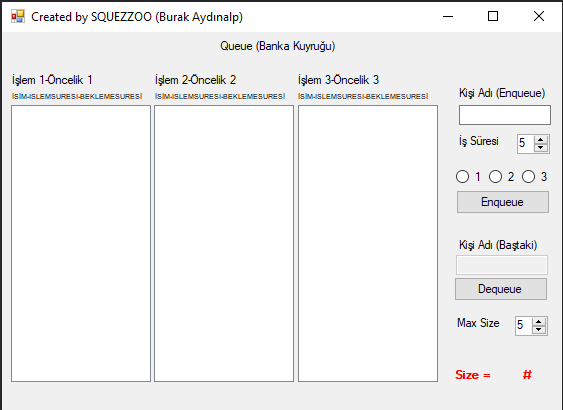 Created by SQUEZZOO (Burak Aydınalp)
Queue (Banka Kuyruğu)
İşlem 1-Öncelik 1
İSİM-ISLEMSURESI-BEKLEMESURESİ
İşlem 2-Öncelik 2
İSİM-ISLEMSURESI-BEKLEMESURESİ
İşlem 3-Öncelik 3
İSİM-ISLEMSURESI-BEKLEMESURESİ
Kişi Adı (Enqueue)
İş Süresi 5
1 2 3
Enqueue
Kişi Adı (Baştaki)
Dequeue
Max Size 5
Size = #